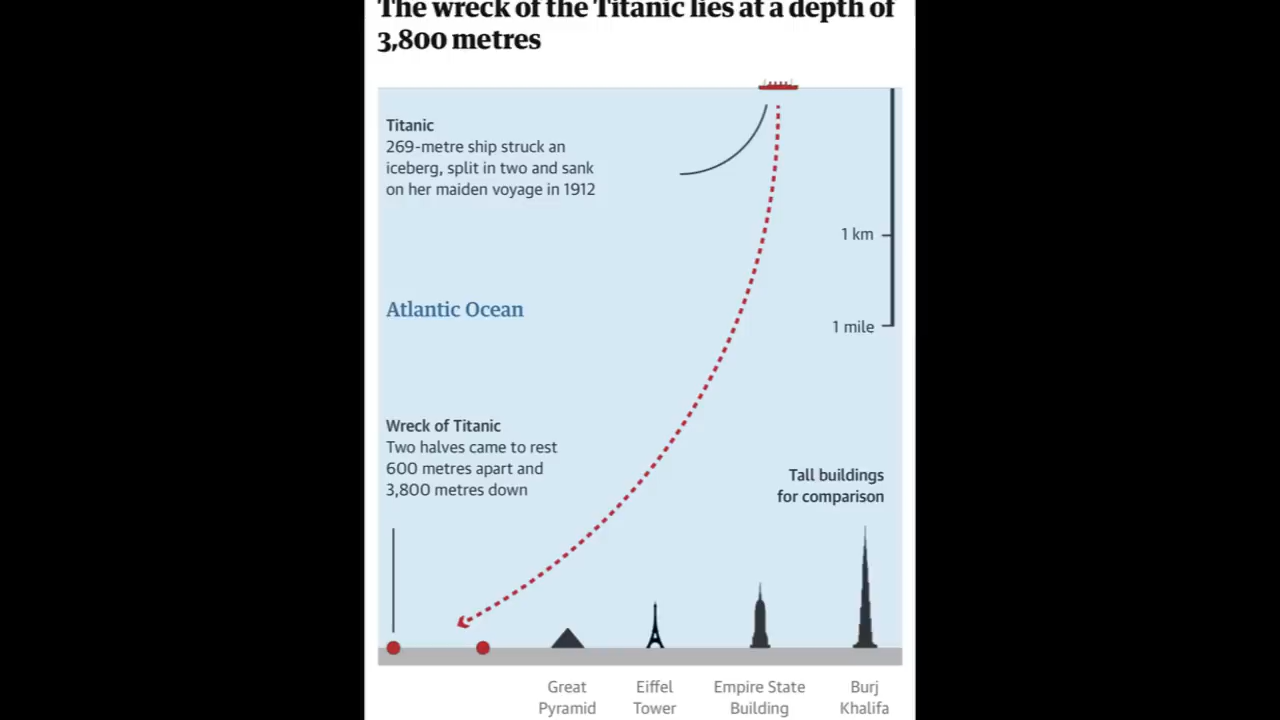 The wreck of the Titanic lies at a depth of
3,800 metres
Titanic
269-metre ship struck an
iceberg, split in two and sank
on her maiden voyage in 1912
1 km
Atlantic Ocean
1 mile
Wreck of Titanic
Two halves came to rest
600 metres apart and
3,800 metres down
Tall buildings
for comparison
Great
Pyramid
Eiffel
Tower
Empire State
Building
Burj
Khalifa